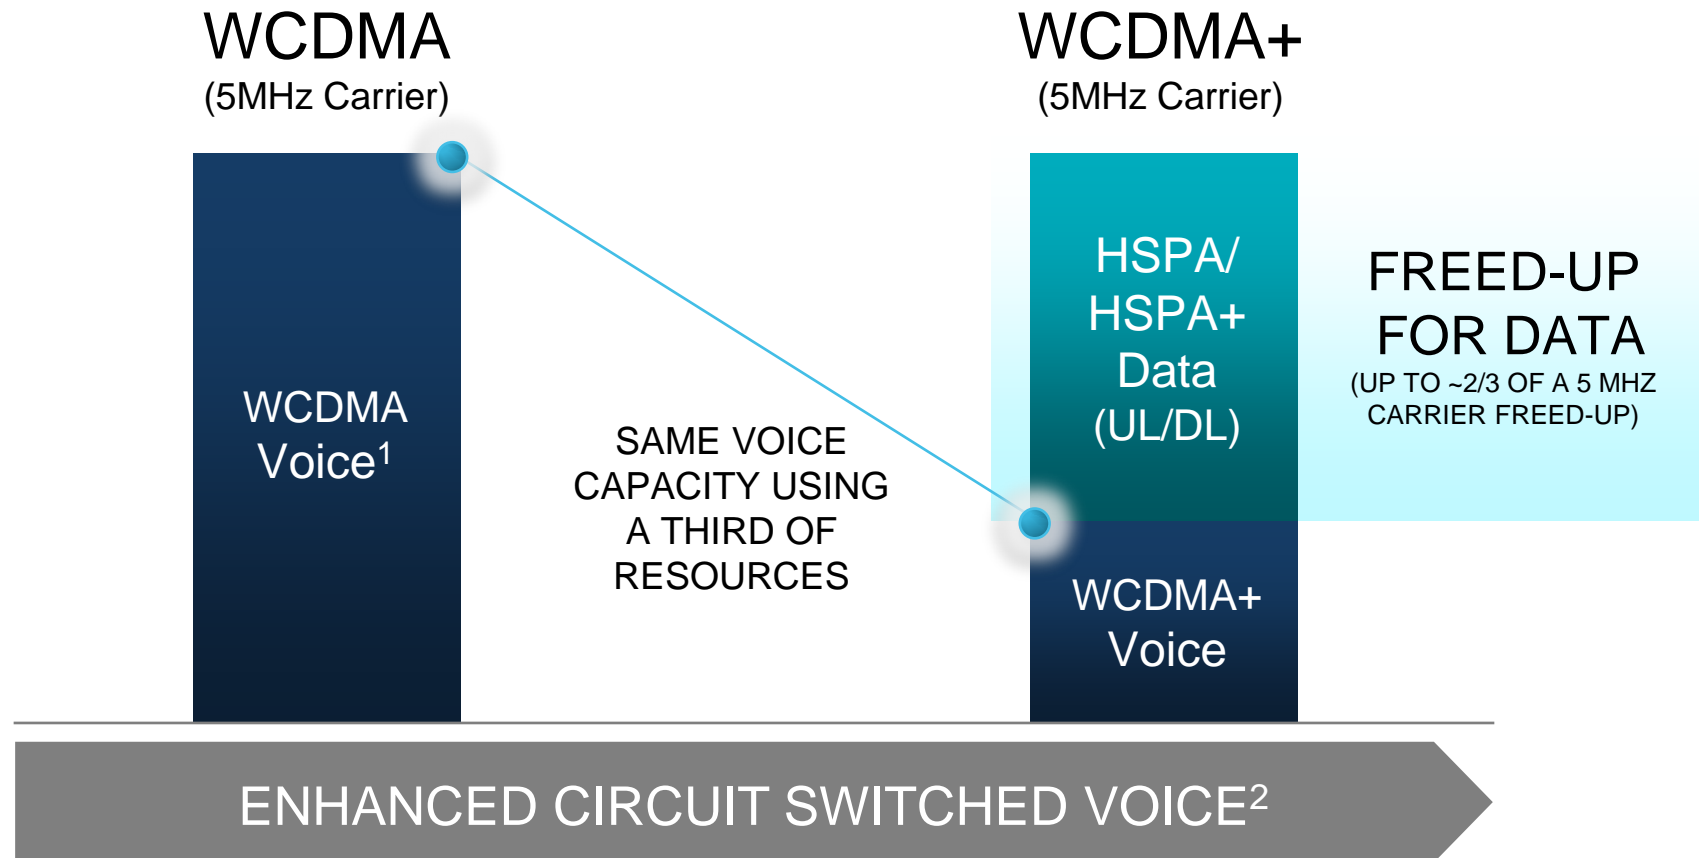 WCDMA
(5MHz Carrier)
WCDMA+
(5MHz Carrier)
WCDMA
Voice¹
SAME VOICE
CAPACITY USING
A THIRD OF
RESOURCES
HSPA/
HSPA+
Data
(UL/DL)
WCDMA+
Voice
FREED-UP
FOR DATA
(UP TO ~2/3 OF A 5 MHZ
CARRIER FREED-UP)
ENHANCED CIRCUIT SWITCHED VOICE²